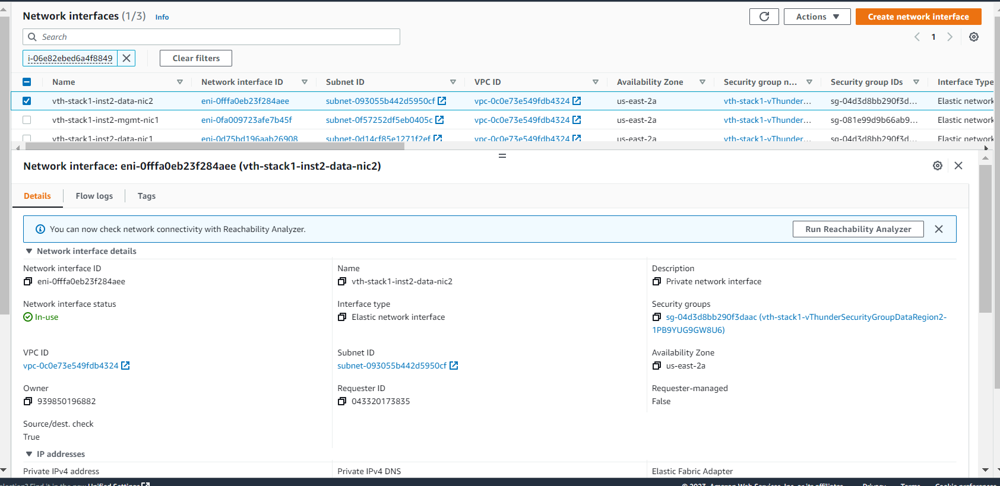 Network interfaces (1/3) Info
Actions
Create network interface
Search
1
i-06e82ebed6a4f8849
Clear filters
Name Network interface ID Subnet ID VPC ID Availability Zone Security group n... Security group IDs Interface Type
vth-stack1-inst2-data-nic2 eni-0fffa0eb23f284aee subnet-093055b442d5950cf vpc-0c0e73e549fdb4324 us-east-2a vth-stack1-vThunder... sg-04d3d8bb290f3d... Elastic network
vth-stack1-inst2-mgmt-nic1 eni-0fa009723afe7b45f subnet-0f57252df5eb0405c vpc-0c0e73e549fdb4324 us-east-2a vth-stack1-vThunder... sg-081e99d9b66ab9... Elastic network
vth-stack1-inst2-data-nic1 eni-0d75bd196aab26908 subnet-0d14cf85e1271f2ef vpc-0c0e73e549fdb4324 us-east-2a vth-stack1-vThunder... sg-04d3d8bb290f3d... Elastic network
Network interface: eni-0fffa0eb23f284aee (vth-stack1-inst2-data-nic2)
Details Flow logs Tags
You can now check network connectivity with Reachability Analyzer.
Run Reachability Analyzer
Network interface details
Network interface ID
eni-0fffa0eb23f284aee
Name
vth-stack1-inst2-data-nic2
Description
Private network interface
Network interface status
In-use
Interface type
Elastic network interface
Security groups
sg-04d3d8bb290f3daac (vth-stack1-vThunderSecurityGroupDataRegion2-
1PB9YUG9GW8U6)
VPC ID
vpc-0c0e73e549fdb4324
Subnet ID
subnet-093055b442d5950cf
Availability Zone
us-east-2a
Owner
939850196882
Requester ID
043320173835
Requester-managed
False
Source/dest. check
True
IP addresses
Private IPv4 address
Private IPv4 DNS
Elastic Fabric Adapter
Find it in the new Unified Settings
© 2023, Amazon Web Services, Inc. or its affiliates. Privacy Terms Cookie preferences